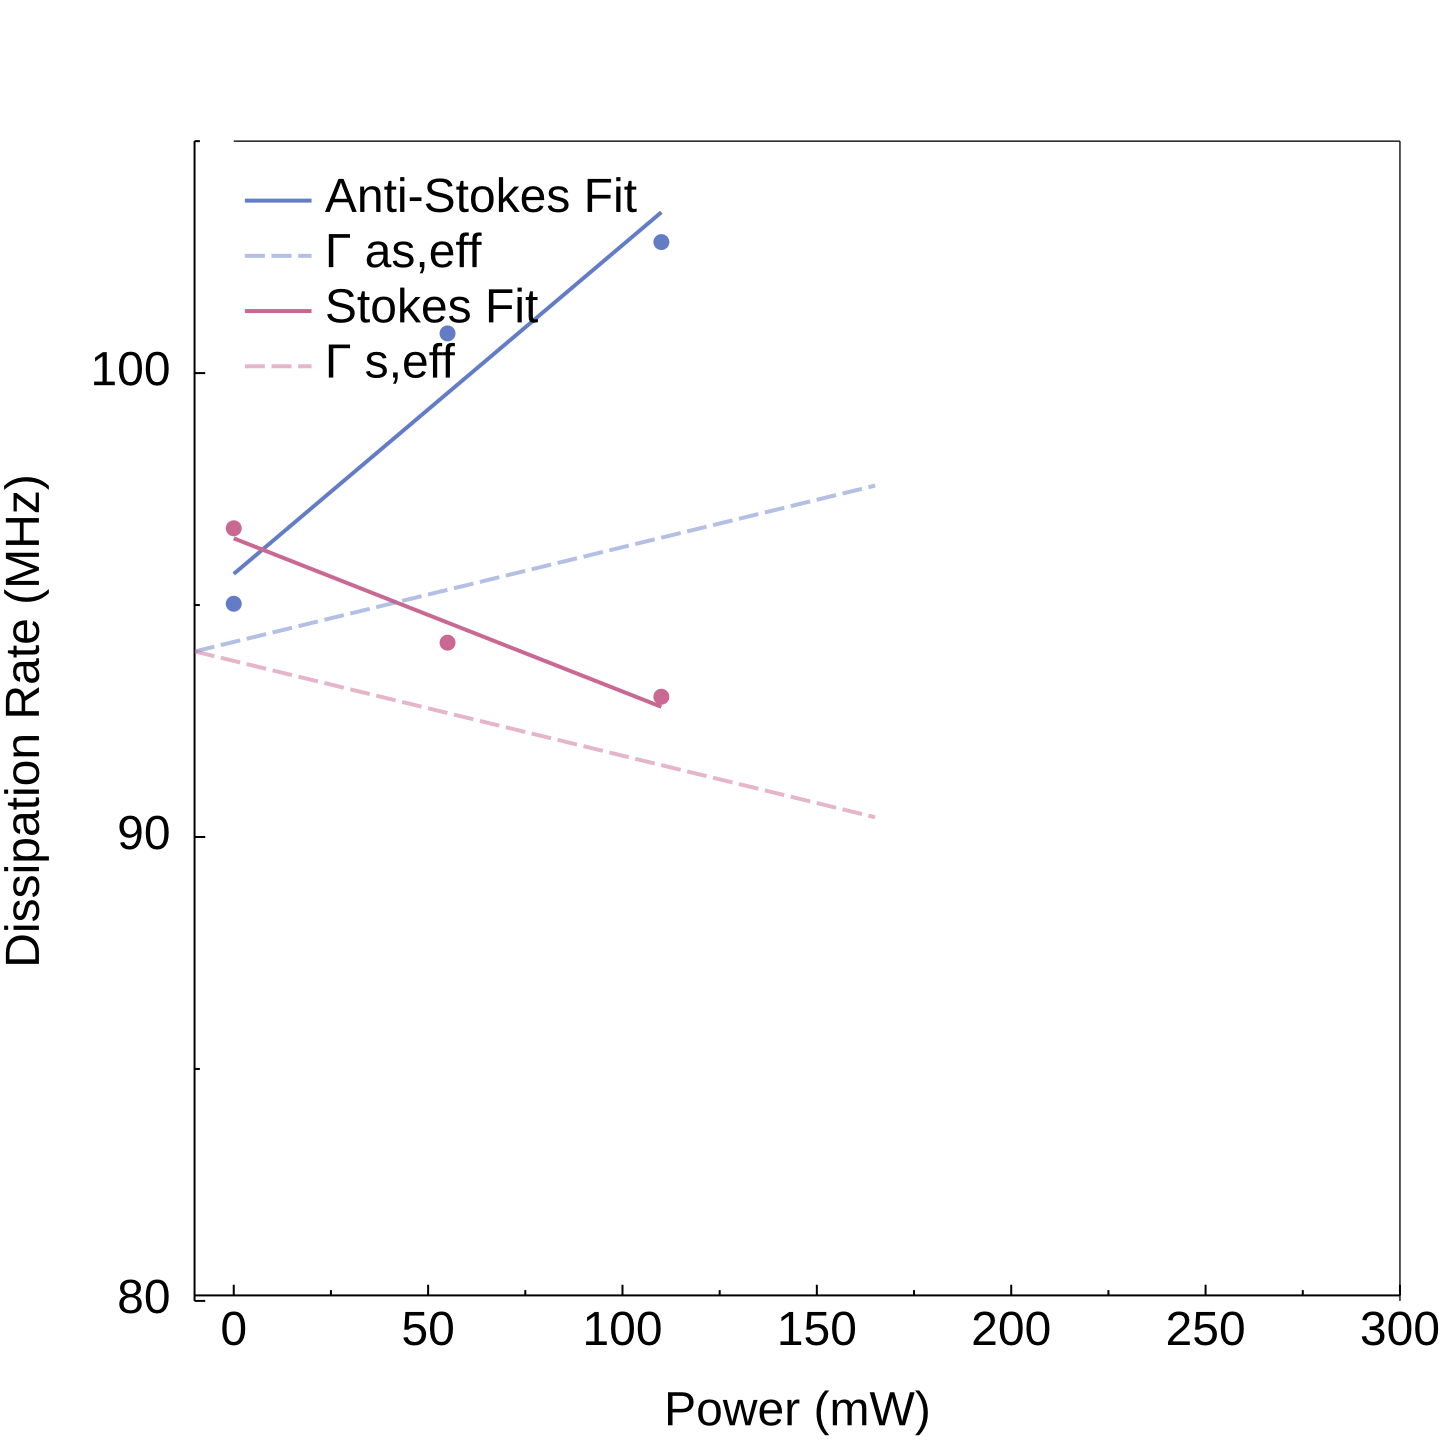 Anti-Stokes Fit
Γ as,eff
Stokes Fit
Γ s,eff
100
90
80
Dissipation Rate (MHz)
0 50 100 150 200 250 300
Power (mW)